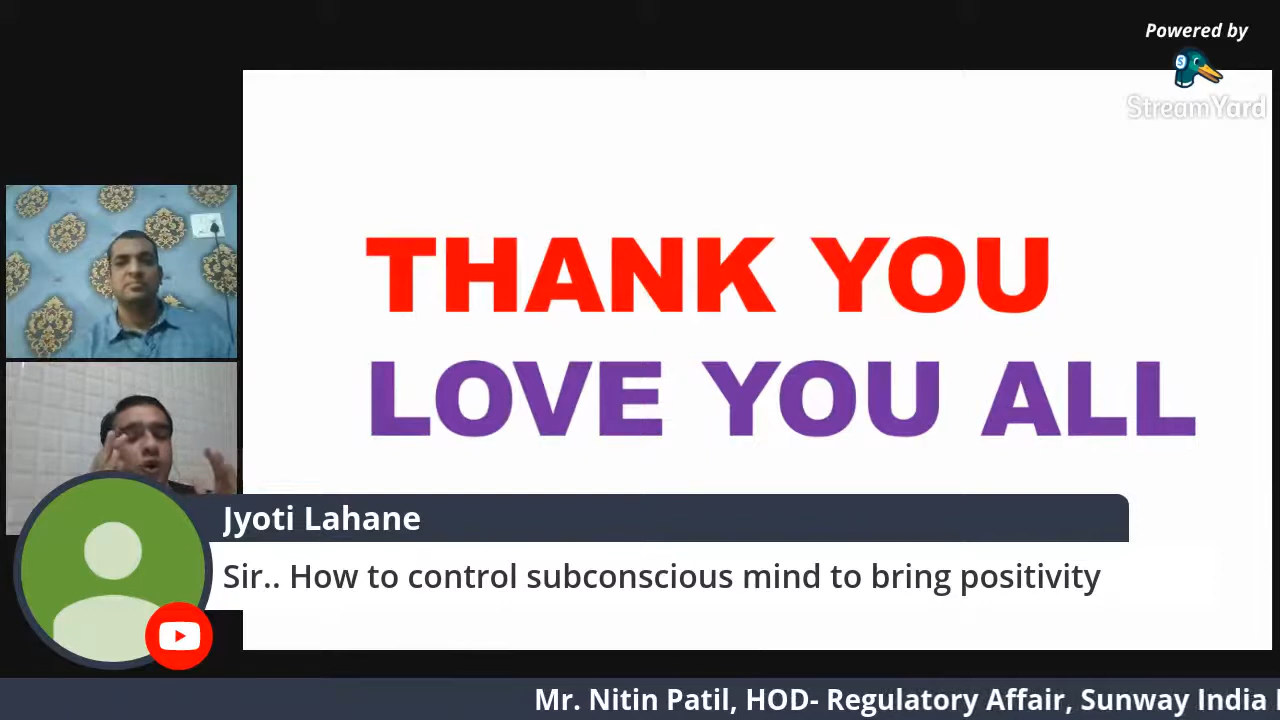 Powered by
StreamYard
THANK YOU
LOVE YOU ALL
Jyoti Lahane
Sir.. How to control subconscious mind to bring positivity
Mr. Nitin Patil, HOD- Regulatory Affair, Sunway India